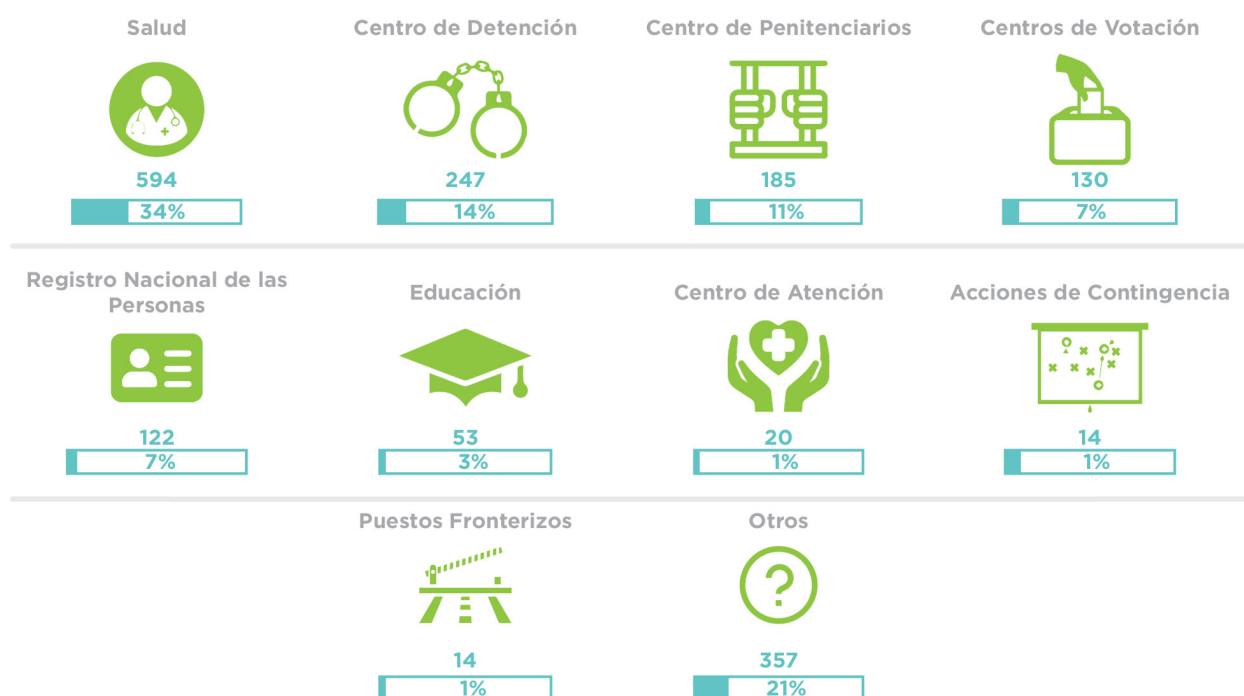 Salud
594
34%
Centro de Detención
247
14%
Centro de Penitenciarios
185
11%
Centros de Votación
130
7%
Registro Nacional de las
Personas
122
7%
Educación
53
3%
Centro de Atención
20
1%
Acciones de Contingencia
14
1%
Puestos Fronterizos
14
1%
Otros
?
357
21%